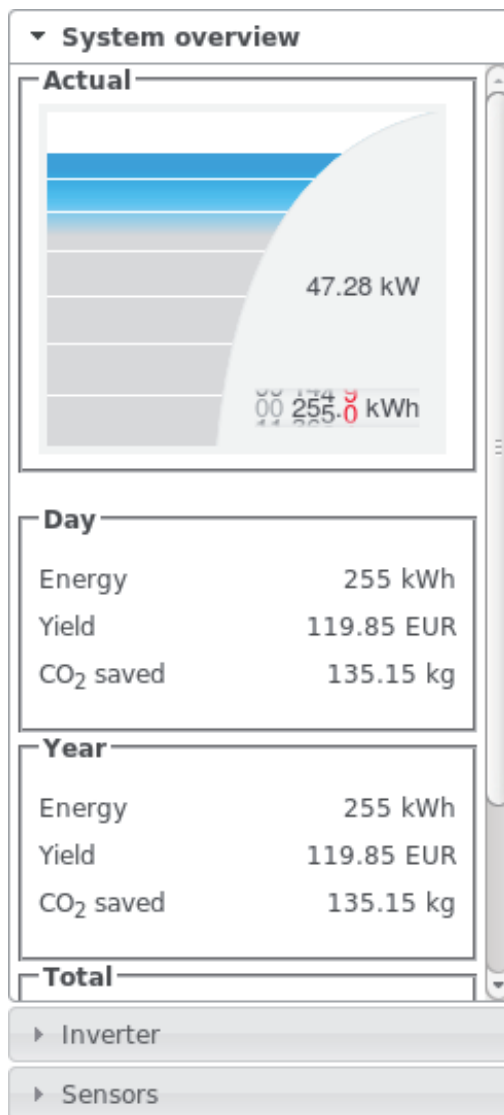 System overview
Actual
47.28 kW
00 255.0 kWh
Day
Energy 255 kWh
Yield 119.85 EUR
CO2 saved 135.15 kg
Year
Energy 255 kWh
Yield 119.85 EUR
CO2 saved 135.15 kg
Total
Inverter
Sensors